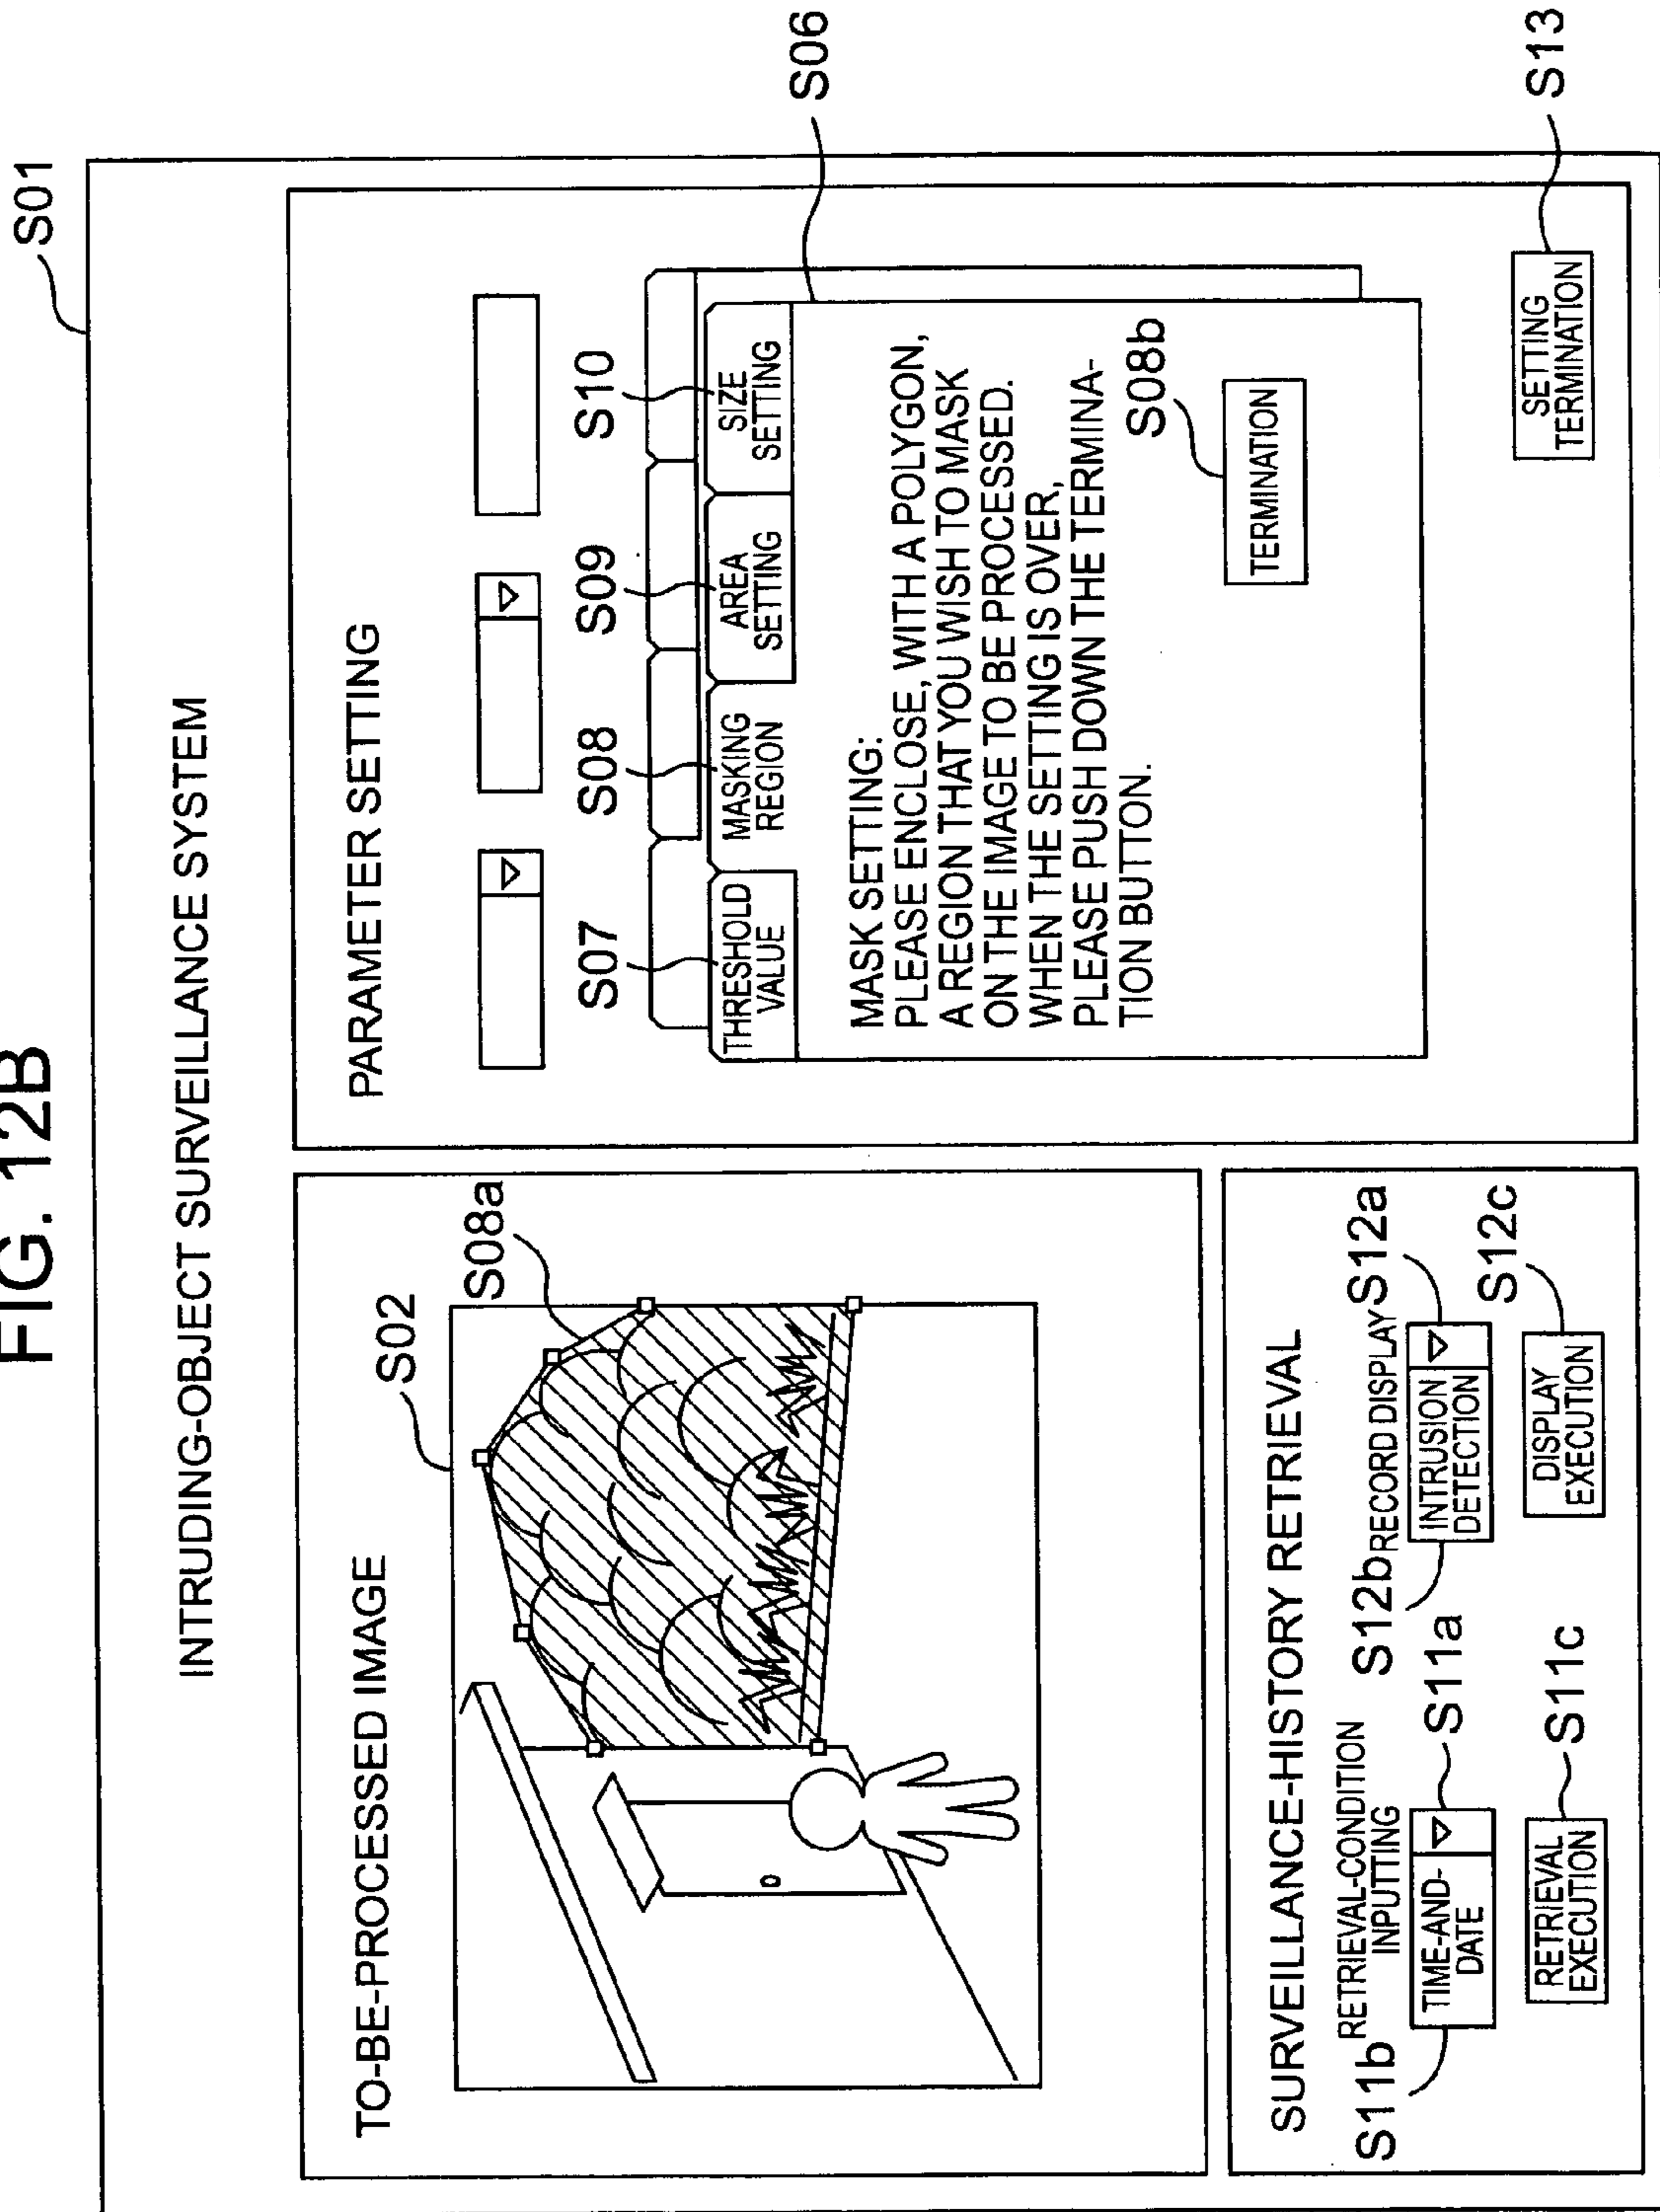 FIG. 12B
S01
INTRUDING-OBJECT SURVEILLANCE SYSTEM
TO-BE-PROCESSED IMAGE
S02
S08a
PARAMETER SETTING
S07
S08
S09
S10
THRESHOLD
VALUE
MASKING
REGION
AREA
SETTING
SIZE
SETTING
S06
MASK SETTING:
PLEASE ENCLOSE, WITH A POLYGON,
A REGION THAT YOU WISH TO MASK
ON THE IMAGE TO BE PROCESSED.
WHEN THE SETTING IS OVER,
PLEASE PUSH DOWN THE TERMINA-
TION BUTTON.
S08b
TERMINATION
SETTING
TERMINATION
S13
SURVEILLANCE-HISTORY RETRIEVAL
S11b
RETRIEVAL-CONDITION
INPUTTING
S11a
TIME-AND-
DATE
RETRIEVAL
EXECUTION
S11c
S12b
RECORD DISPLAY
S12a
INTRUSION
DETECTION
DISPLAY
EXECUTION
S12c